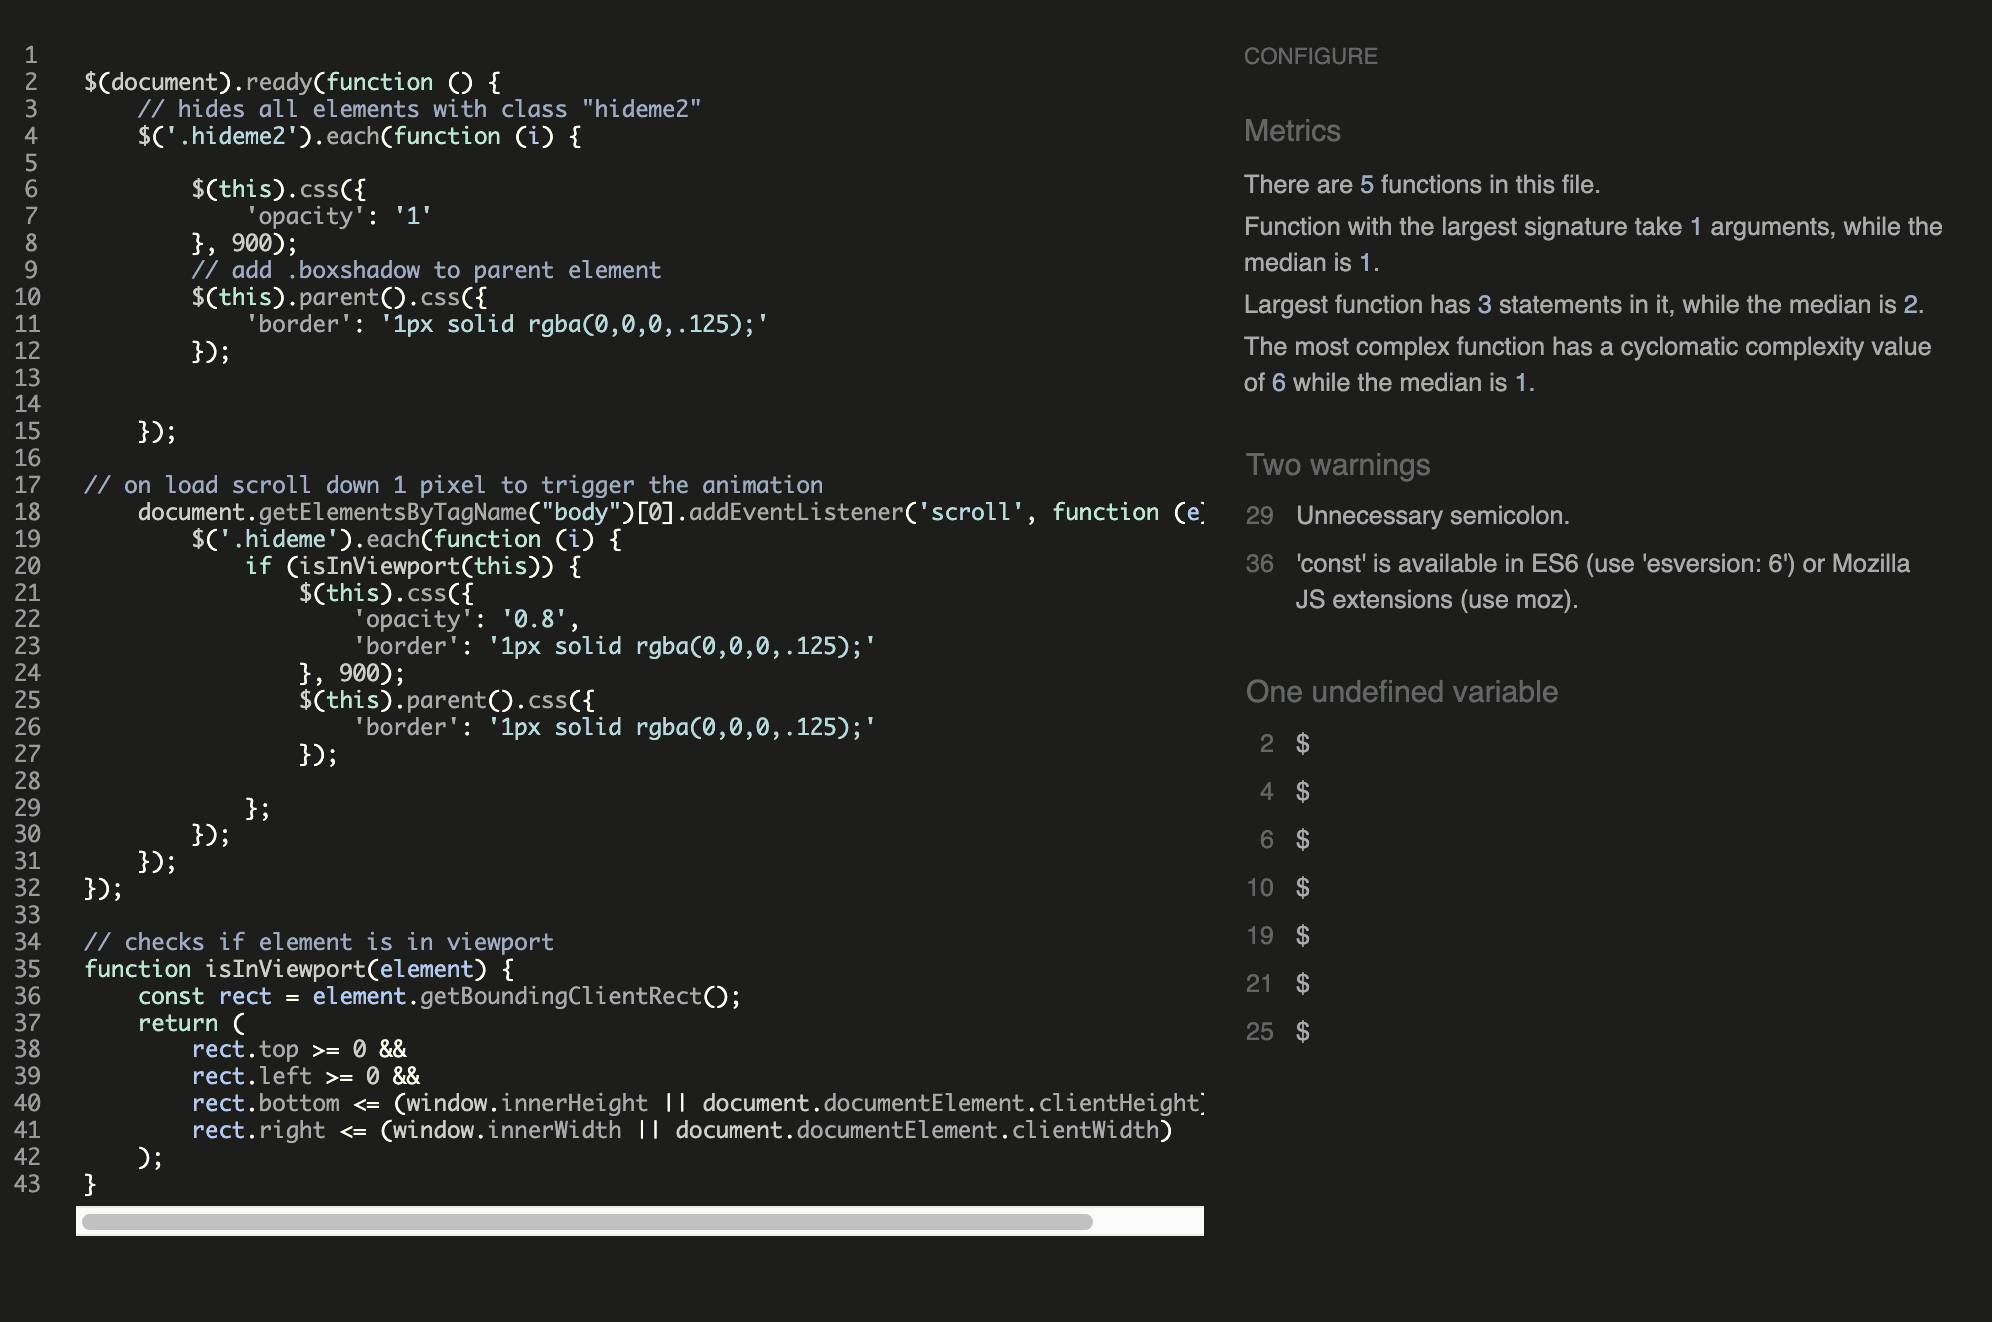 1
2 $(document).ready(function () {
3 // hides all elements with class "hideme2"
4 $('.hideme2').each(function (i) {
5
6 $(this).css({
7 'opacity': '1'
8 }, 900);
9 // add .boxshadow to parent element
10 $(this).parent().css({
11 'border': '1px solid rgba(0,0,0,.125);'
12 });
13
14
15 });
16
17 // on load scroll down 1 pixel to trigger the animation
18 document.getElementsByTagName("body")[0].addEventListener('scroll', function (e)
19 $('.hideme').each(function (i) {
20 if (isInViewport(this)) {
21 $(this).css({
22 'opacity': '0.8',
23 'border': '1px solid rgba(0,0,0,.125);'
24 }, 900);
25 $(this).parent().css({
26 'border': '1px solid rgba(0,0,0,.125);'
27 });
28
29 };
30 });
31 });
32 });
33
34 // checks if element is in viewport
35 function isInViewport(element) {
36 const rect = element.getBoundingClientRect();
37 return (
38 rect.top >= 0 &&
39 rect.left >= 0 &&
40 rect.bottom <= (window.innerHeight || document.documentElement.clientHeight)
41 rect.right <= (window.innerWidth || document.documentElement.clientWidth)
42 );
43 }
CONFIGURE
Metrics
There are 5 functions in this file.
Function with the largest signature take 1 arguments, while the
median is 1.
Largest function has 3 statements in it, while the median is 2.
The most complex function has a cyclomatic complexity value
of 6 while the median is 1.
Two warnings
29 Unnecessary semicolon.
36 'const' is available in ES6 (use 'esversion: 6') or Mozilla
JS extensions (use moz).
One undefined variable
2 $
4 $
6 $
10 $
19 $
21 $
25 $